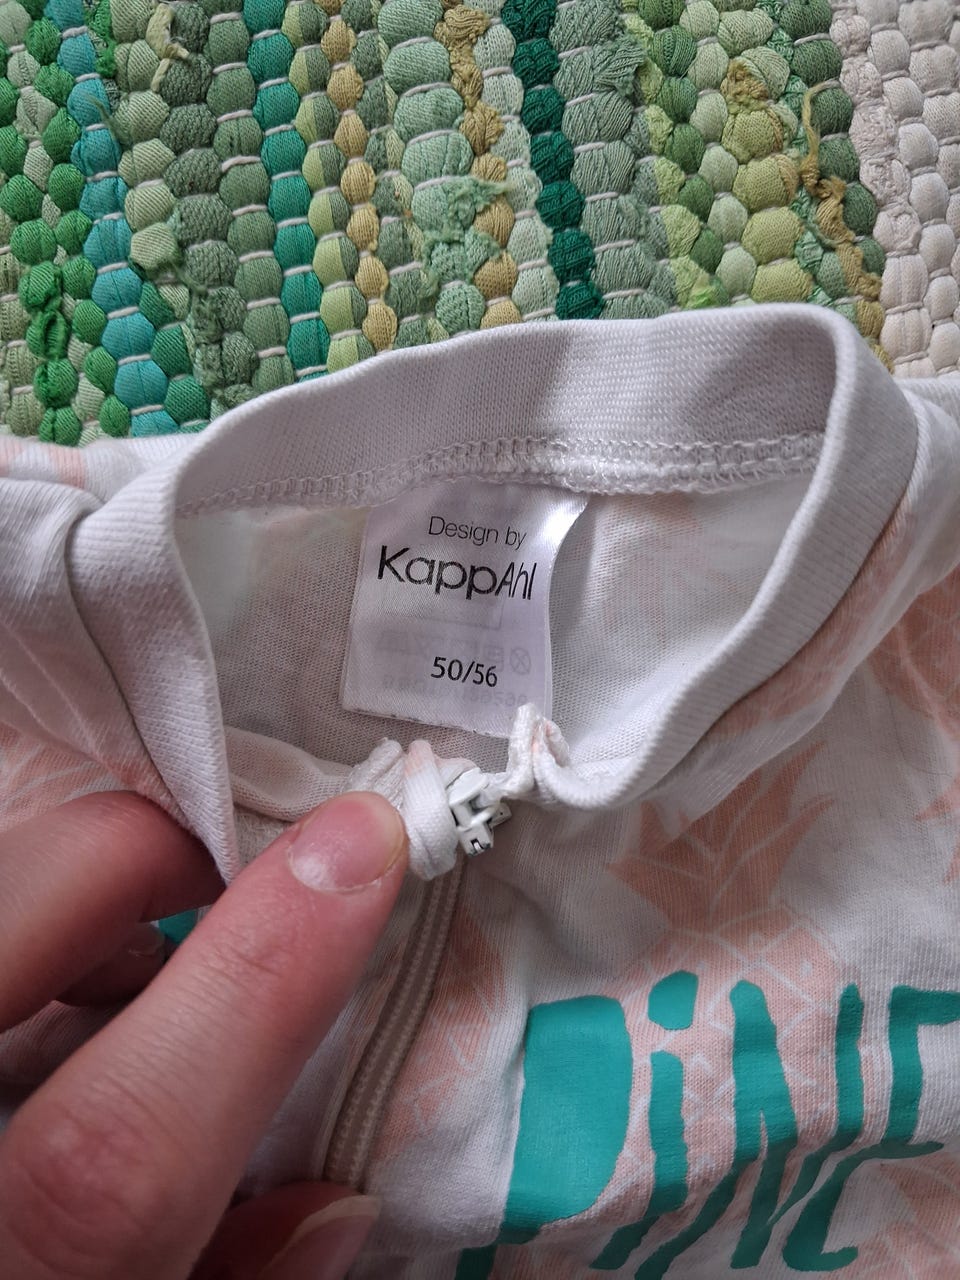 Design by
KappAhl
50/56
PINE